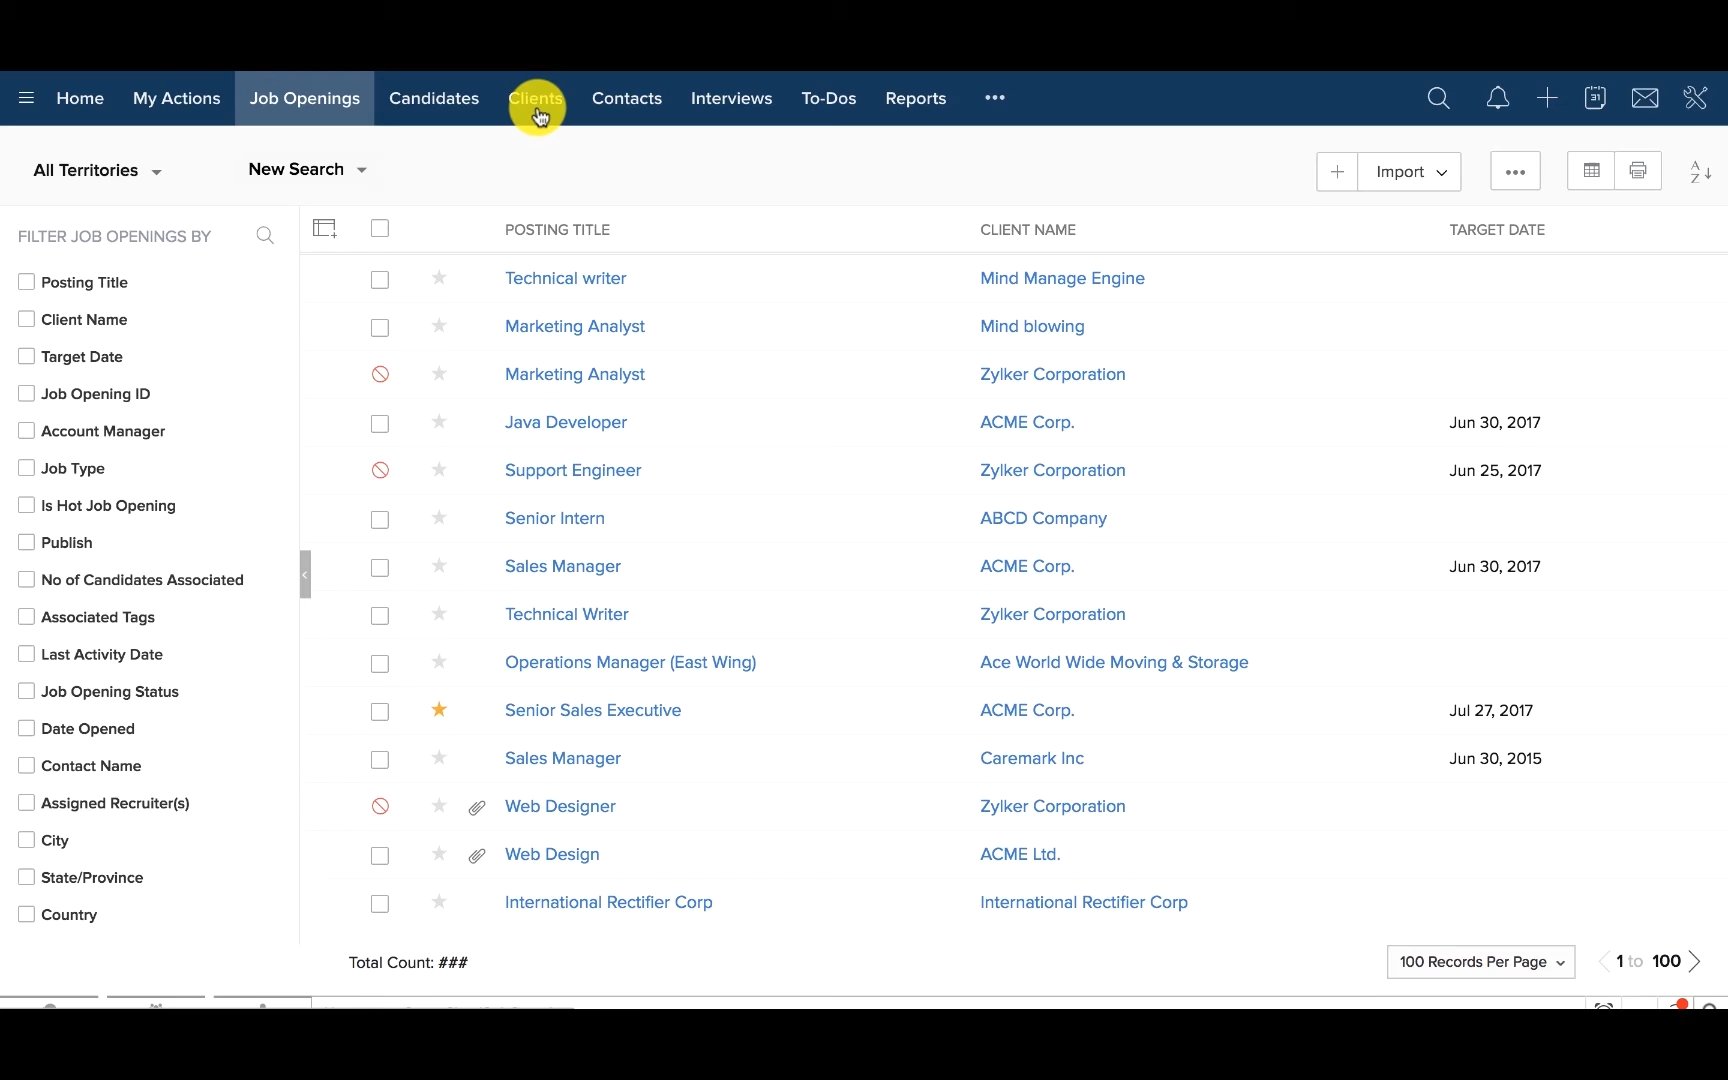 Home My Actions Job Openings Candidates Clients Contacts Interviews To-Dos Reports
31
All Territories New Search Import
A
Z
FILTER JOB OPENINGS BY
Posting Title
Client Name
Target Date
Job Opening ID
Account Manager
Job Type
Is Hot Job Opening
Publish
No of Candidates Associated
Associated Tags
Last Activity Date
Job Opening Status
Date Opened
Contact Name
Assigned Recruiter(s)
City
State/Province
Country
POSTING TITLE CLIENT NAME TARGET DATE
Technical writer Mind Manage Engine
Marketing Analyst Mind blowing
Marketing Analyst Zylker Corporation
Java Developer ACME Corp. Jun 30, 2017
Support Engineer Zylker Corporation Jun 25, 2017
Senior Intern ABCD Company
Sales Manager ACME Corp. Jun 30, 2017
Technical Writer Zylker Corporation
Operations Manager (East Wing) Ace World Wide Moving & Storage
Senior Sales Executive ACME Corp. Jul 27, 2017
Sales Manager Caremark Inc Jun 30, 2015
Web Designer Zylker Corporation
Web Design ACME Ltd.
International Rectifier Corp International Rectifier Corp
Total Count: ### 100 Records Per Page 1 to 100